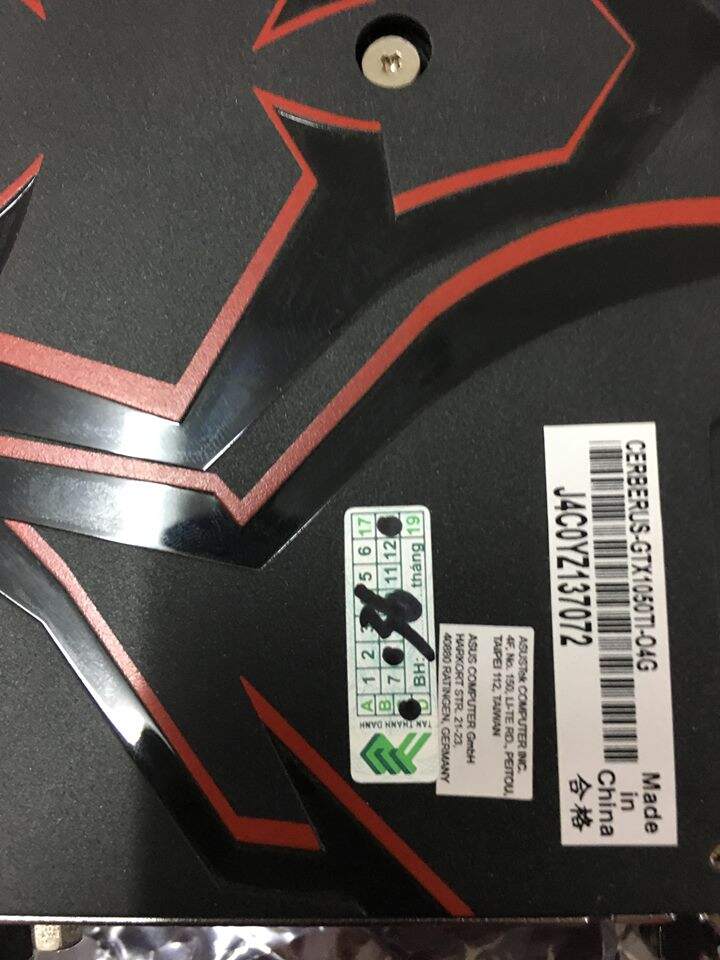 CERBERUS-GTX1050TI-O4G
J4C0YZ137072
Made
in
China
合格
ASUSTek COMPUTER INC.
4F, No. 150, LI-TE RD., PEITOU,
TAIPEI 112, TAIWAN
ASUS COMPUTER GmbH
HARKORT STR. 21-23,
40880 RATINGEN, GERMANY
TAN THANH DANH
A 1 2 3 5 6 17
B 7 11 12
BH: 36 tháng 19